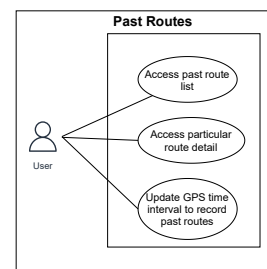 Past Routes
Access past route
list
Access particular
route detail
User
Update GPS time
interval to record
past routes